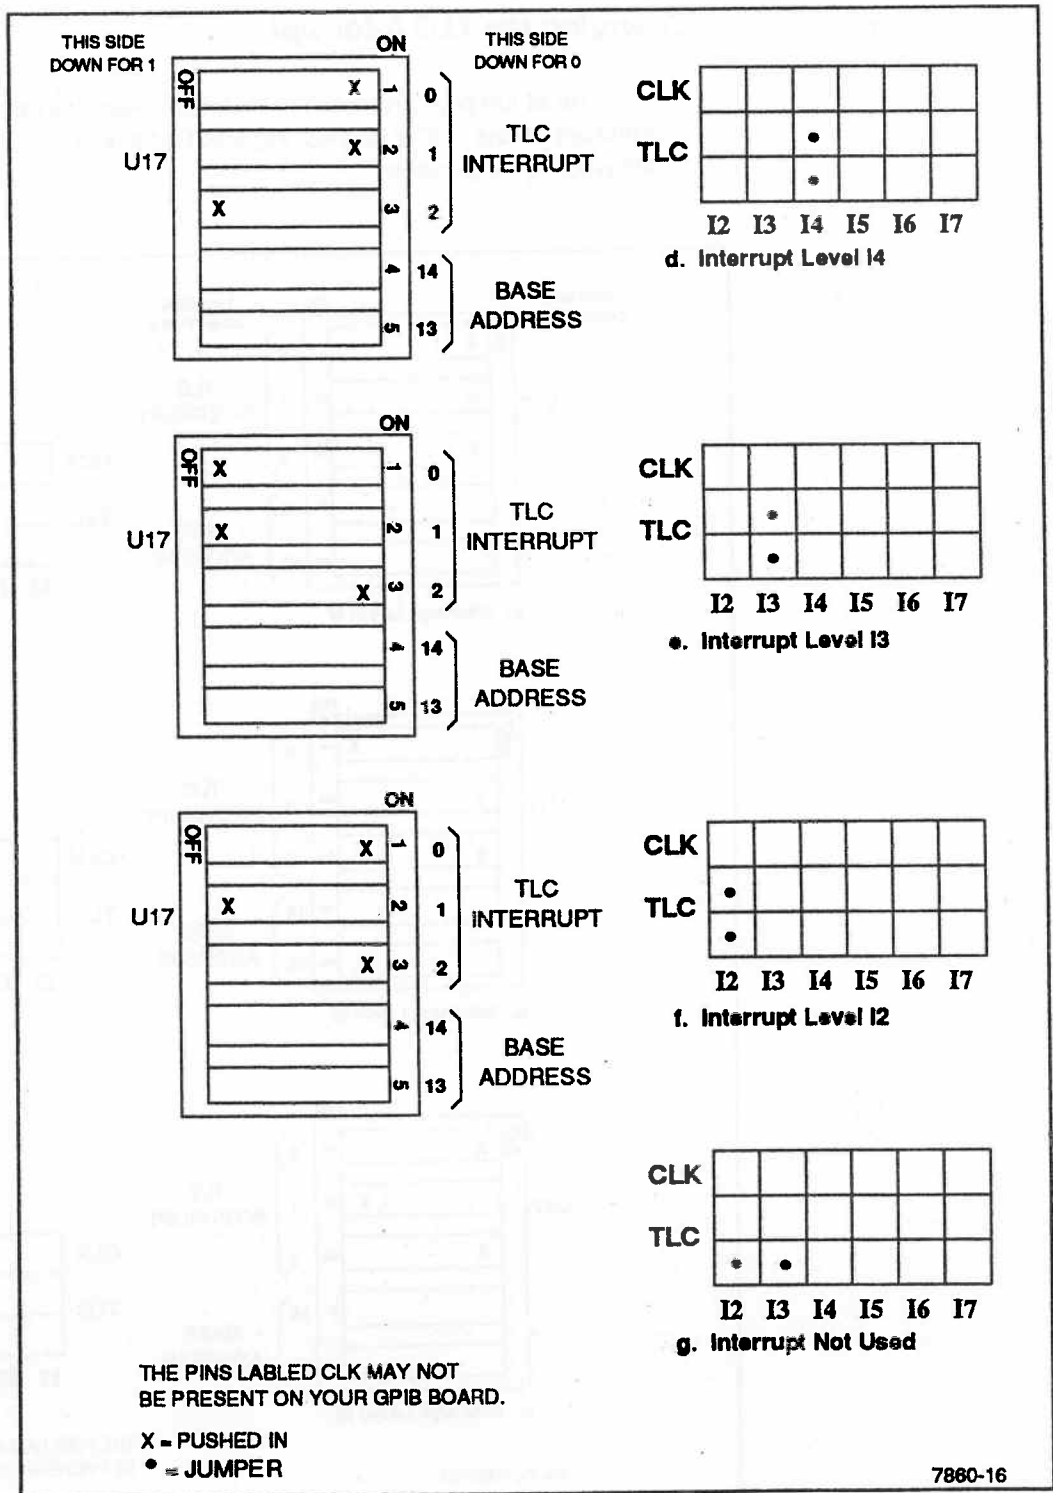 THIS SIDE
DOWN FOR 1
ON
THIS SIDE
DOWN FOR 0
OFF
U17
X 1 0
X 2 1
X 3 2
TLC
INTERRUPT
4 14
5 13
BASE
ADDRESS
CLK
TLC
I2 I3 I4 I5 I6 I7
d. Interrupt Level I4
ON
OFF
U17
X 1 0
X 2 1
X 3 2
TLC
INTERRUPT
4 14
5 13
BASE
ADDRESS
CLK
TLC
I2 I3 I4 I5 I6 I7
e. Interrupt Level I3
ON
OFF
U17
X 1 0
X 2 1
X 3 2
TLC
INTERRUPT
4 14
5 13
BASE
ADDRESS
CLK
TLC
I2 I3 I4 I5 I6 I7
f. Interrupt Level I2
CLK
TLC
I2 I3 I4 I5 I6 I7
g. Interrupt Not Used
THE PINS LABLED CLK MAY NOT
BE PRESENT ON YOUR GPIB BOARD.
X = PUSHED IN
• = JUMPER
7860-16